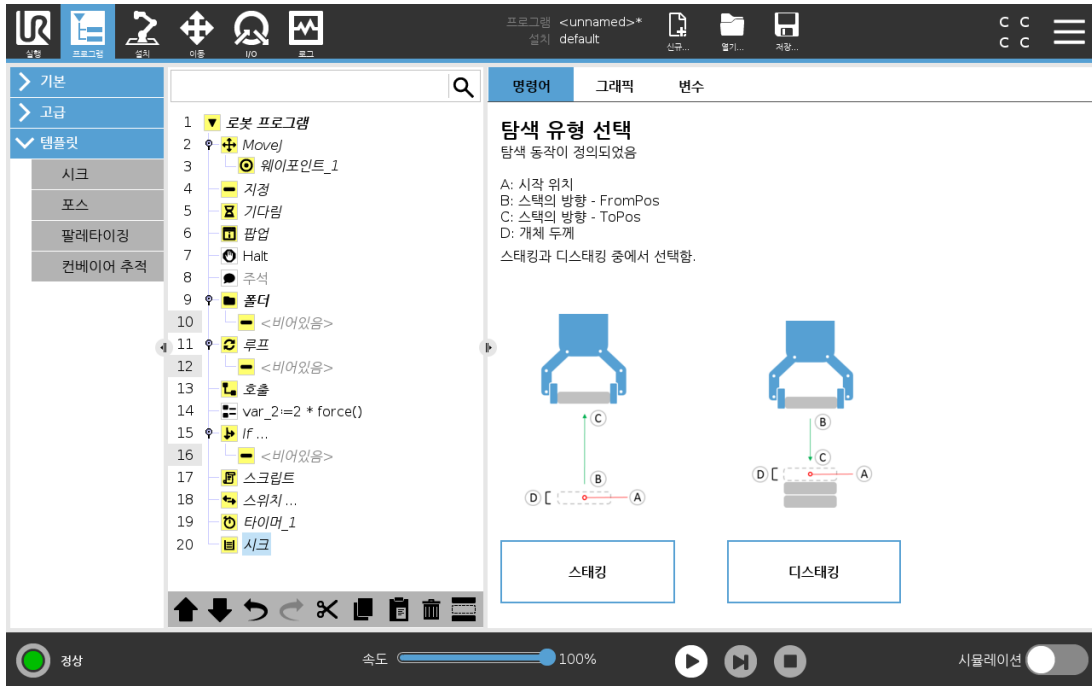 UR
실행
프로그램
설치
이동
I/O
로그
프로그램 <unnamed>*
설치 default
신규...
열기...
저장...
C C
C C
기본
고급
템플릿
시크
포스
팔레타이징
컨베이어 추적
1 로봇 프로그램
2 MoveJ
3 웨이포인트_1
4 지정
5 기다림
6 팝업
7 Halt
8 주석
9 폴더
10 <비어있음>
11 루프
12 <비어있음>
13 호출
14 var_2:=2 * force()
15 If ...
16 <비어있음>
17 스크립트
18 스위치 ...
19 타이머_1
20 시크
명령어 그래픽 변수
탐색 유형 선택
탐색 동작이 정의되었음
A: 시작 위치
B: 스택의 방향 - FromPos
C: 스택의 방향 - ToPos
D: 개체 두께
스태킹과 디스태킹 중에서 선택함.
C
B
D A
B
C
D A
스태킹
디스태킹
정상
속도 100%
시뮬레이션